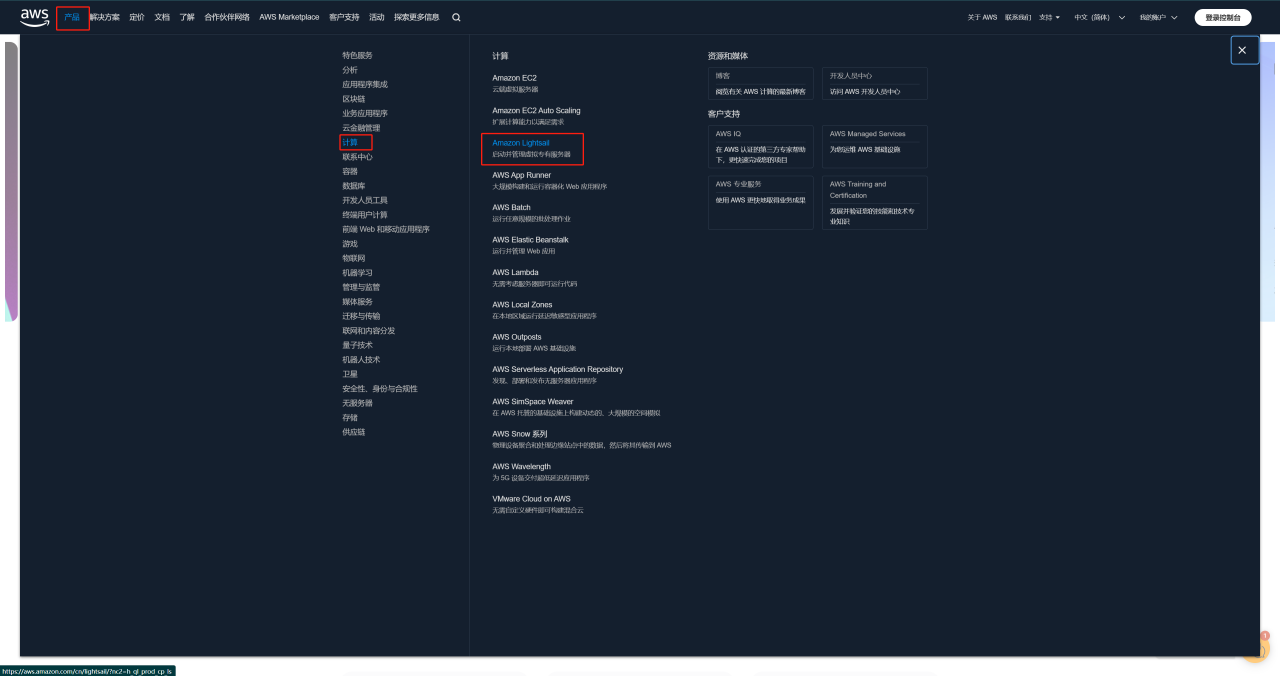 aws
产品 解决方案 定价 文档 了解 合作伙伴网络 AWS Marketplace 客户支持 活动 探索更多信息
关于 AWS 联系我们 支持 中文（简体） 我的账户 登录控制台
特色服务
分析
应用程序集成
区块链
业务应用程序
云金融管理
计算
联系中心
容器
数据库
开发人员工具
终端用户计算
前端 Web 和移动应用程序
游戏
物联网
机器学习
管理与监管
媒体服务
迁移与传输
联网和内容分发
量子技术
机器人技术
卫星
安全性、身份与合规性
无服务器
存储
供应链
计算
Amazon EC2
云载虚拟服务器
Amazon EC2 Auto Scaling
扩展计算能力以满足需求
Amazon Lightsail
启动并管理虚拟专有服务器
AWS App Runner
大规模构建和运行容器化 Web 应用程序
AWS Batch
运行任意规模的批处理作业
AWS Elastic Beanstalk
运行并管理 Web 应用
AWS Lambda
无需考虑服务器即可运行代码
AWS Local Zones
在本地区域运行延迟敏感型应用程序
AWS Outposts
运行本地部署 AWS 基础设施
AWS Serverless Application Repository
发现、部署和发布无服务器应用程序
AWS SimSpace Weaver
在 AWS 托管的基础设施上构建动态的、大规模的空间模拟
AWS Snow 系列
物理设备聚合和处理边缘站点中的数据，然后将其传输到 AWS
AWS Wavelength
为 5G 设备交付超低延迟应用程序
VMware Cloud on AWS
无需自定义硬件即可构建混合云
资源和媒体
博客
阅览有关 AWS 计算的最新博客
开发人员中心
访问 AWS 开发人员中心
客户支持
AWS IQ
在 AWS 认证的第三方专家帮助
下，更快速完成您的项目
AWS Managed Services
为您运维 AWS 基础设施
AWS 专业服务
使用 AWS 更快地取得业务成果
AWS Training and
Certification
发展并验证您的技能和技术专
业知识
1
https://aws.amazon.com/cn/lightsail/?nc2=h_ql_prod_cp_ls